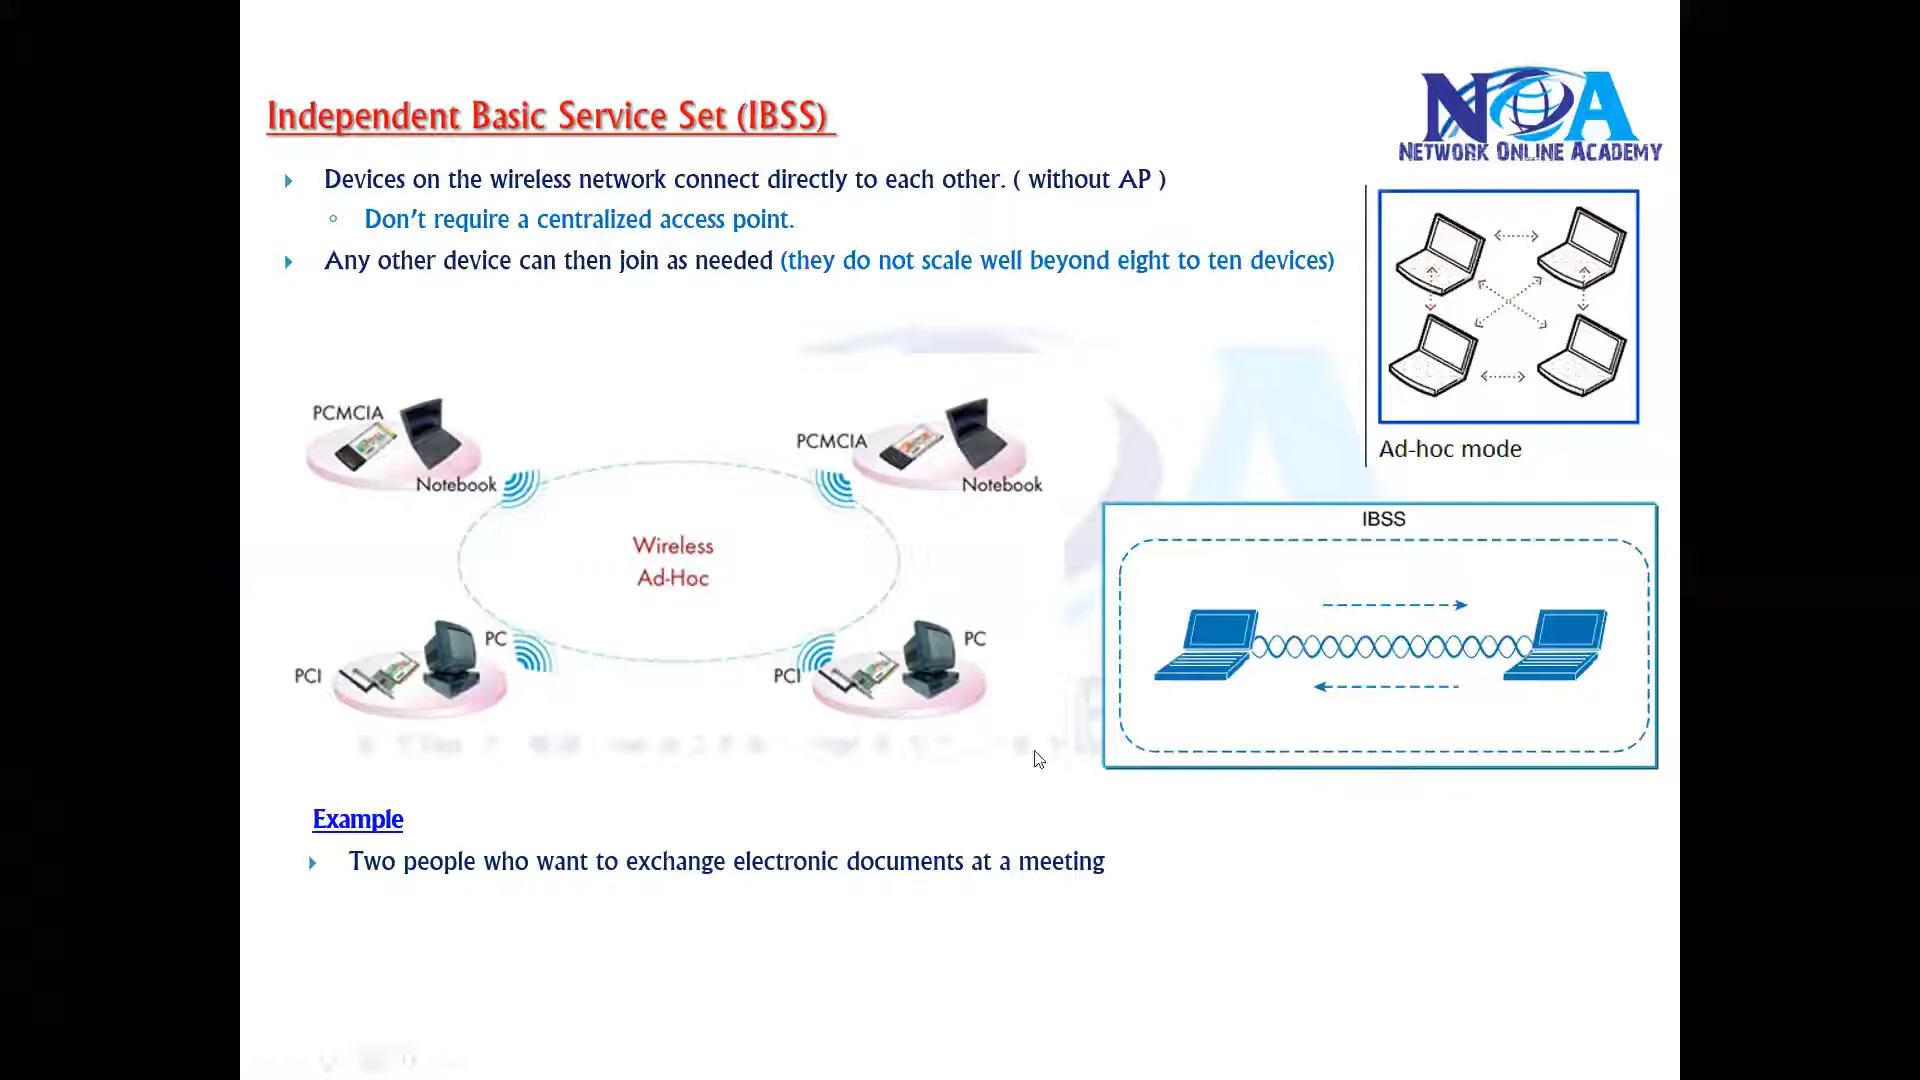 Independent Basic Service Set (IBSS)
NOA
NETWORK ONLINE ACADEMY
Devices on the wireless network connect directly to each other. ( without AP )
Don't require a centralized access point.
Any other device can then join as needed (they do not scale well beyond eight to ten devices)
Ad-hoc mode
PCMCIA
Notebook
PCMCIA
Notebook
Wireless
Ad-Hoc
PCI
PC
PCI
PC
IBSS
Example
Two people who want to exchange electronic documents at a meeting